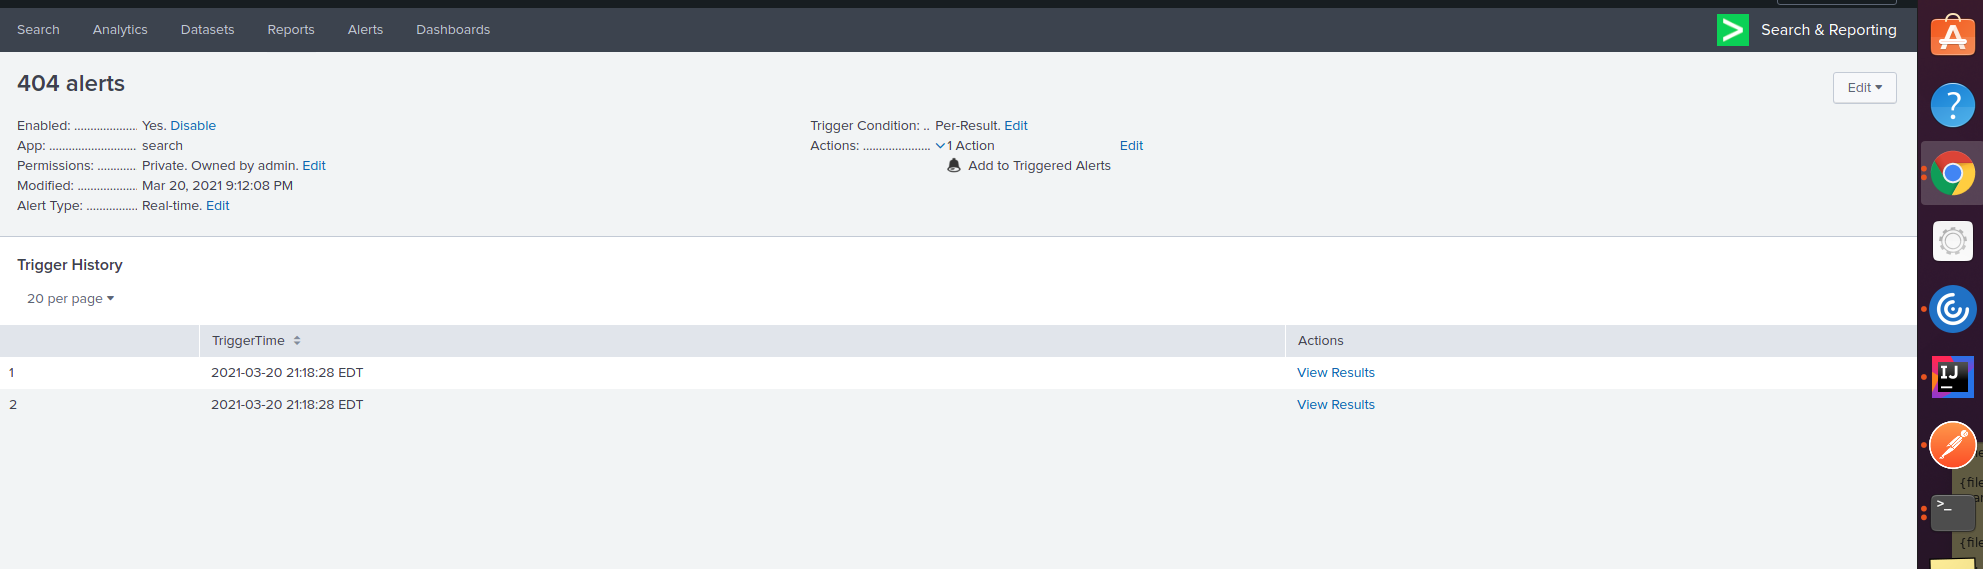 Search Analytics Datasets Reports Alerts Dashboards Search & Reporting
404 alerts
Edit
Enabled: .................... Yes. Disable
App: ........................... search
Permissions: ............ Private. Owned by admin. Edit
Modified: ................... Mar 20, 2021 9:12:08 PM
Alert Type: ................ Real-time. Edit
Trigger Condition: .. Per-Result. Edit
Actions: ..................... 1 Action Edit
Add to Triggered Alerts
Trigger History
20 per page
TriggerTime Actions
1 2021-03-20 21:18:28 EDT View Results
2 2021-03-20 21:18:28 EDT View Results
?
IJ
{file
>_
{file